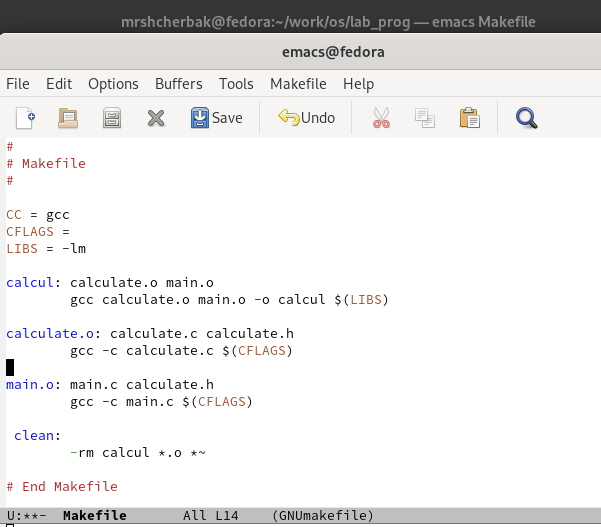 mrshcherbak@fedora:~/work/os/lab_prog — emacs Makefile
emacs@fedora
File Edit Options Buffers Tools Makefile Help
Save Undo
#
# Makefile
#
CC = gcc
CFLAGS =
LIBS = -lm
calcul: calculate.o main.o
        gcc calculate.o main.o -o calcul $(LIBS)
calculate.o: calculate.c calculate.h
        gcc -c calculate.c $(CFLAGS)
main.o: main.c calculate.h
        gcc -c main.c $(CFLAGS)
 clean:
        -rm calcul *.o *~
# End Makefile
U:**-  Makefile       All L14    (GNUmakefile)